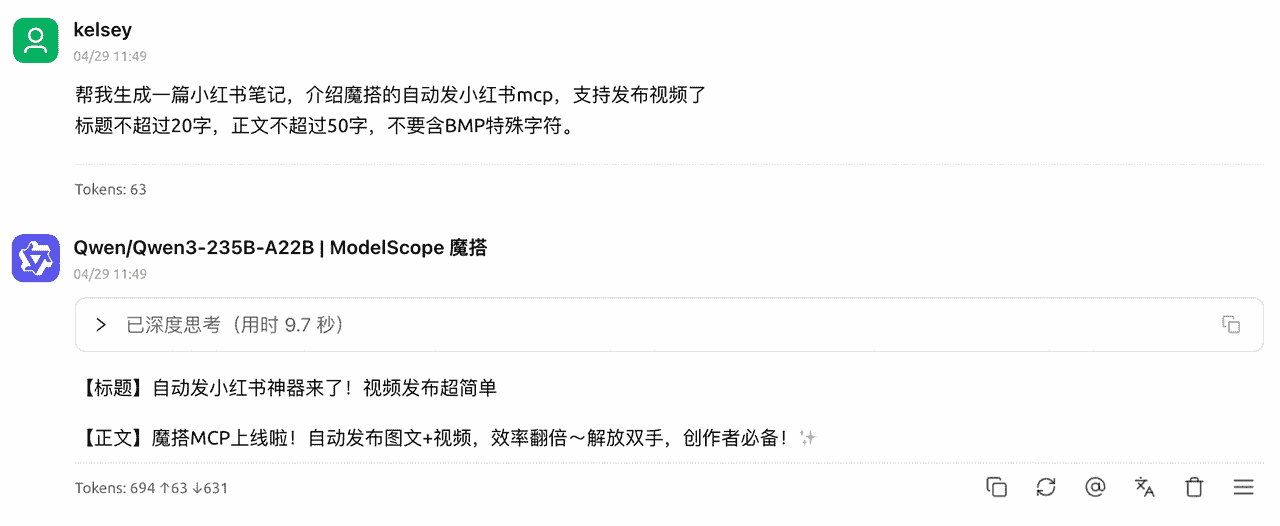 kelsey
04/29 11:49
帮我生成一篇小红书笔记，介绍魔搭的自动发小红书mcp，支持发布视频了
标题不超过20字，正文不超过50字，不要含BMP特殊字符。
Tokens: 63
Qwen/Qwen3-235B-A22B | ModelScope 魔搭
04/29 11:49
已深度思考（用时 9.7 秒）
【标题】自动发小红书神器来了！视频发布超简单
【正文】魔搭MCP上线啦！自动发布图文+视频，效率翻倍～解放双手，创作者必备！✨
Tokens: 694 ↑63 ↓631